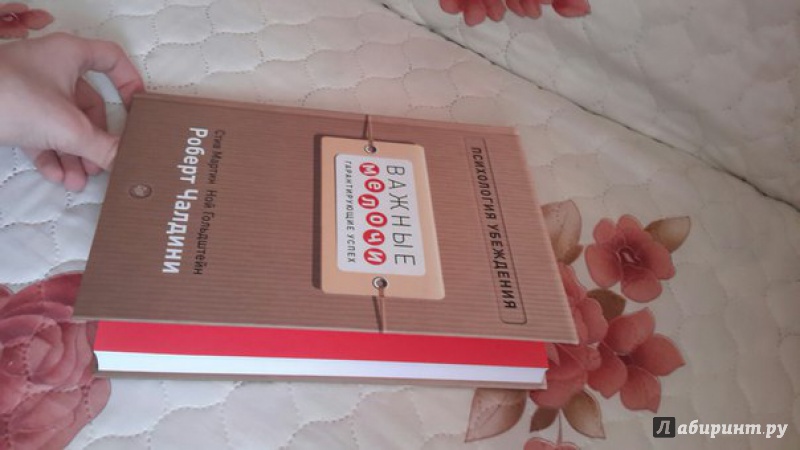 ПСИХОЛОГИЯ УБЕЖДЕНИЯ
ВАЖНЫЕ
МЕЛОЧИ
ГАРАНТИРУЮЩИЕ УСПЕХ
Стив Мартин Ной Гольдштейн
Роберт Чалдини
Лабиринт.ру